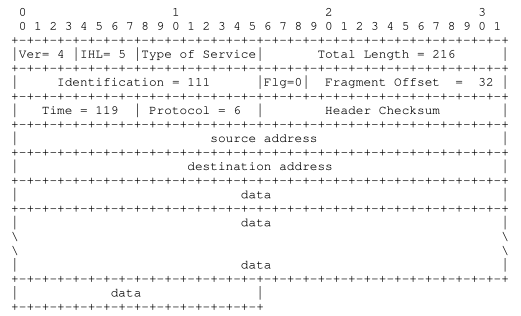 0                   1                   2                   3
0 1 2 3 4 5 6 7 8 9 0 1 2 3 4 5 6 7 8 9 0 1 2 3 4 5 6 7 8 9 0 1
+-+-+-+-+-+-+-+-+-+-+-+-+-+-+-+-+-+-+-+-+-+-+-+-+-+-+-+-+-+-+-+-+
|Ver= 4 |IHL= 5 |Type of Service|       Total Length = 216      |
+-+-+-+-+-+-+-+-+-+-+-+-+-+-+-+-+-+-+-+-+-+-+-+-+-+-+-+-+-+-+-+-+
|     Identification = 111      |Flg=0|  Fragment Offset  =  32 |
+-+-+-+-+-+-+-+-+-+-+-+-+-+-+-+-+-+-+-+-+-+-+-+-+-+-+-+-+-+-+-+-+
|   Time = 119  | Protocol = 6  |        Header Checksum        |
+-+-+-+-+-+-+-+-+-+-+-+-+-+-+-+-+-+-+-+-+-+-+-+-+-+-+-+-+-+-+-+-+
|                         source address                        |
+-+-+-+-+-+-+-+-+-+-+-+-+-+-+-+-+-+-+-+-+-+-+-+-+-+-+-+-+-+-+-+-+
|                      destination address                      |
+-+-+-+-+-+-+-+-+-+-+-+-+-+-+-+-+-+-+-+-+-+-+-+-+-+-+-+-+-+-+-+-+
|                             data                              |
+-+-+-+-+-+-+-+-+-+-+-+-+-+-+-+-+-+-+-+-+-+-+-+-+-+-+-+-+-+-+-+-+
|                             data                              |
\                                                               \
\                                                               \
|                             data                              |
+-+-+-+-+-+-+-+-+-+-+-+-+-+-+-+-+-+-+-+-+-+-+-+-+-+-+-+-+-+-+-+-+
|            data               |
+-+-+-+-+-+-+-+-+-+-+-+-+-+-+-+-+